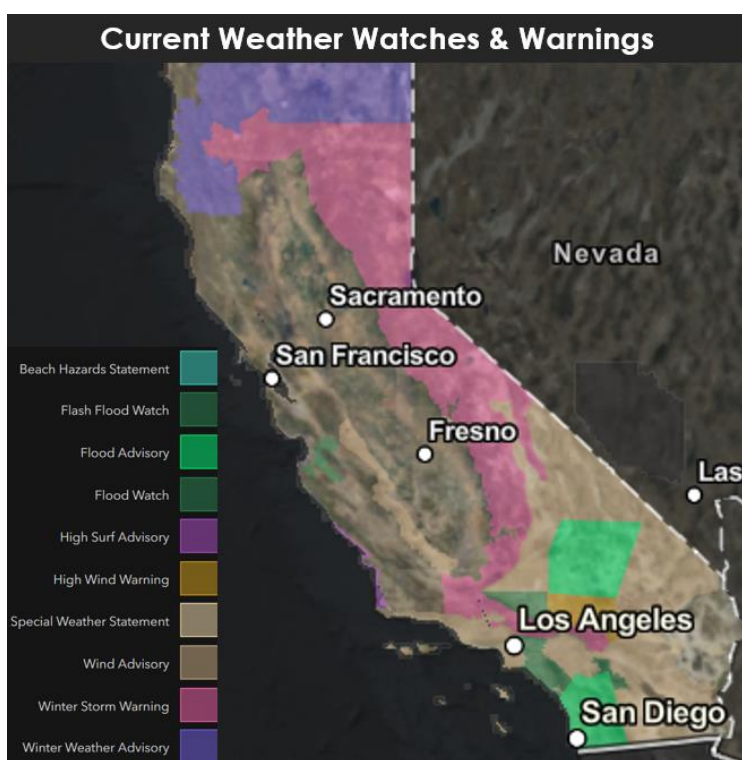 Current Weather Watches & Warnings
Nevada
Sacramento
San Francisco
Fresno
Las
Los Angeles
San Diego
Beach Hazards Statement
Flash Flood Watch
Flood Advisory
Flood Watch
High Surf Advisory
High Wind Warning
Special Weather Statement
Wind Advisory
Winter Storm Warning
Winter Weather Advisory